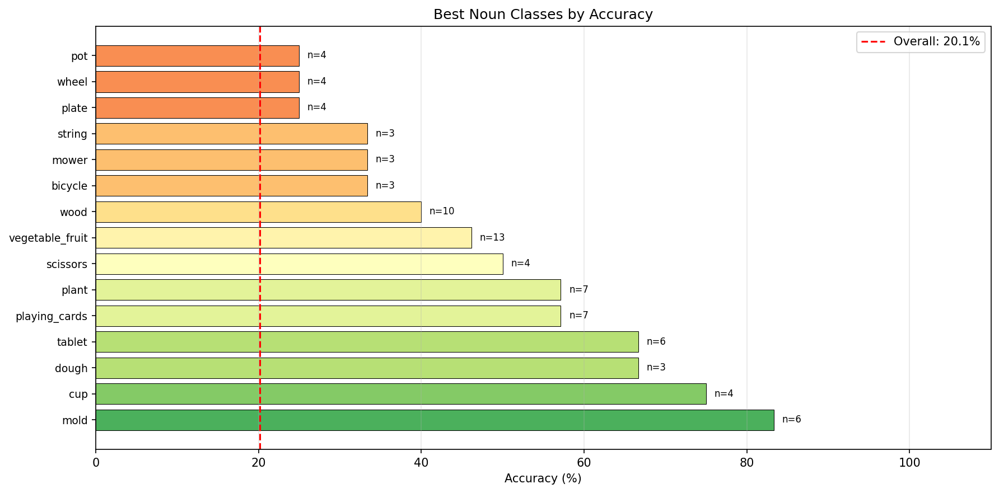 Best Noun Classes by Accuracy
Overall: 20.1%
pot n=4
wheel n=4
plate n=4
string n=3
mower n=3
bicycle n=3
wood n=10
vegetable_fruit n=13
scissors n=4
plant n=7
playing_cards n=7
tablet n=6
dough n=3
cup n=4
mold n=6
0 20 40 60 80 100
Accuracy (%)